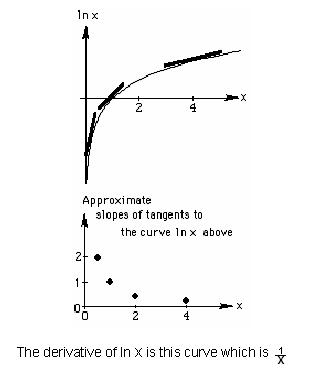 ln x
2
4
x
Approximate
slopes of tangents to
the curve ln x above
2
1
0
0
1
2
4
x
The derivative of ln x is this curve which is 1/x